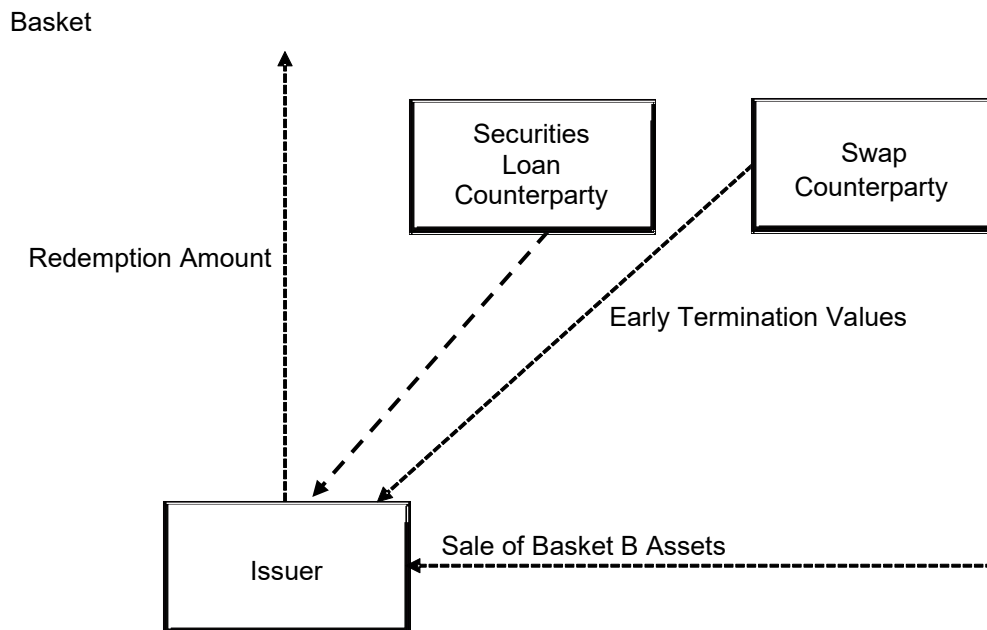 Basket
Securities
Loan
Counterparty
Swap
Counterparty
Redemption Amount
Early Termination Values
Sale of Basket B Assets
Issuer